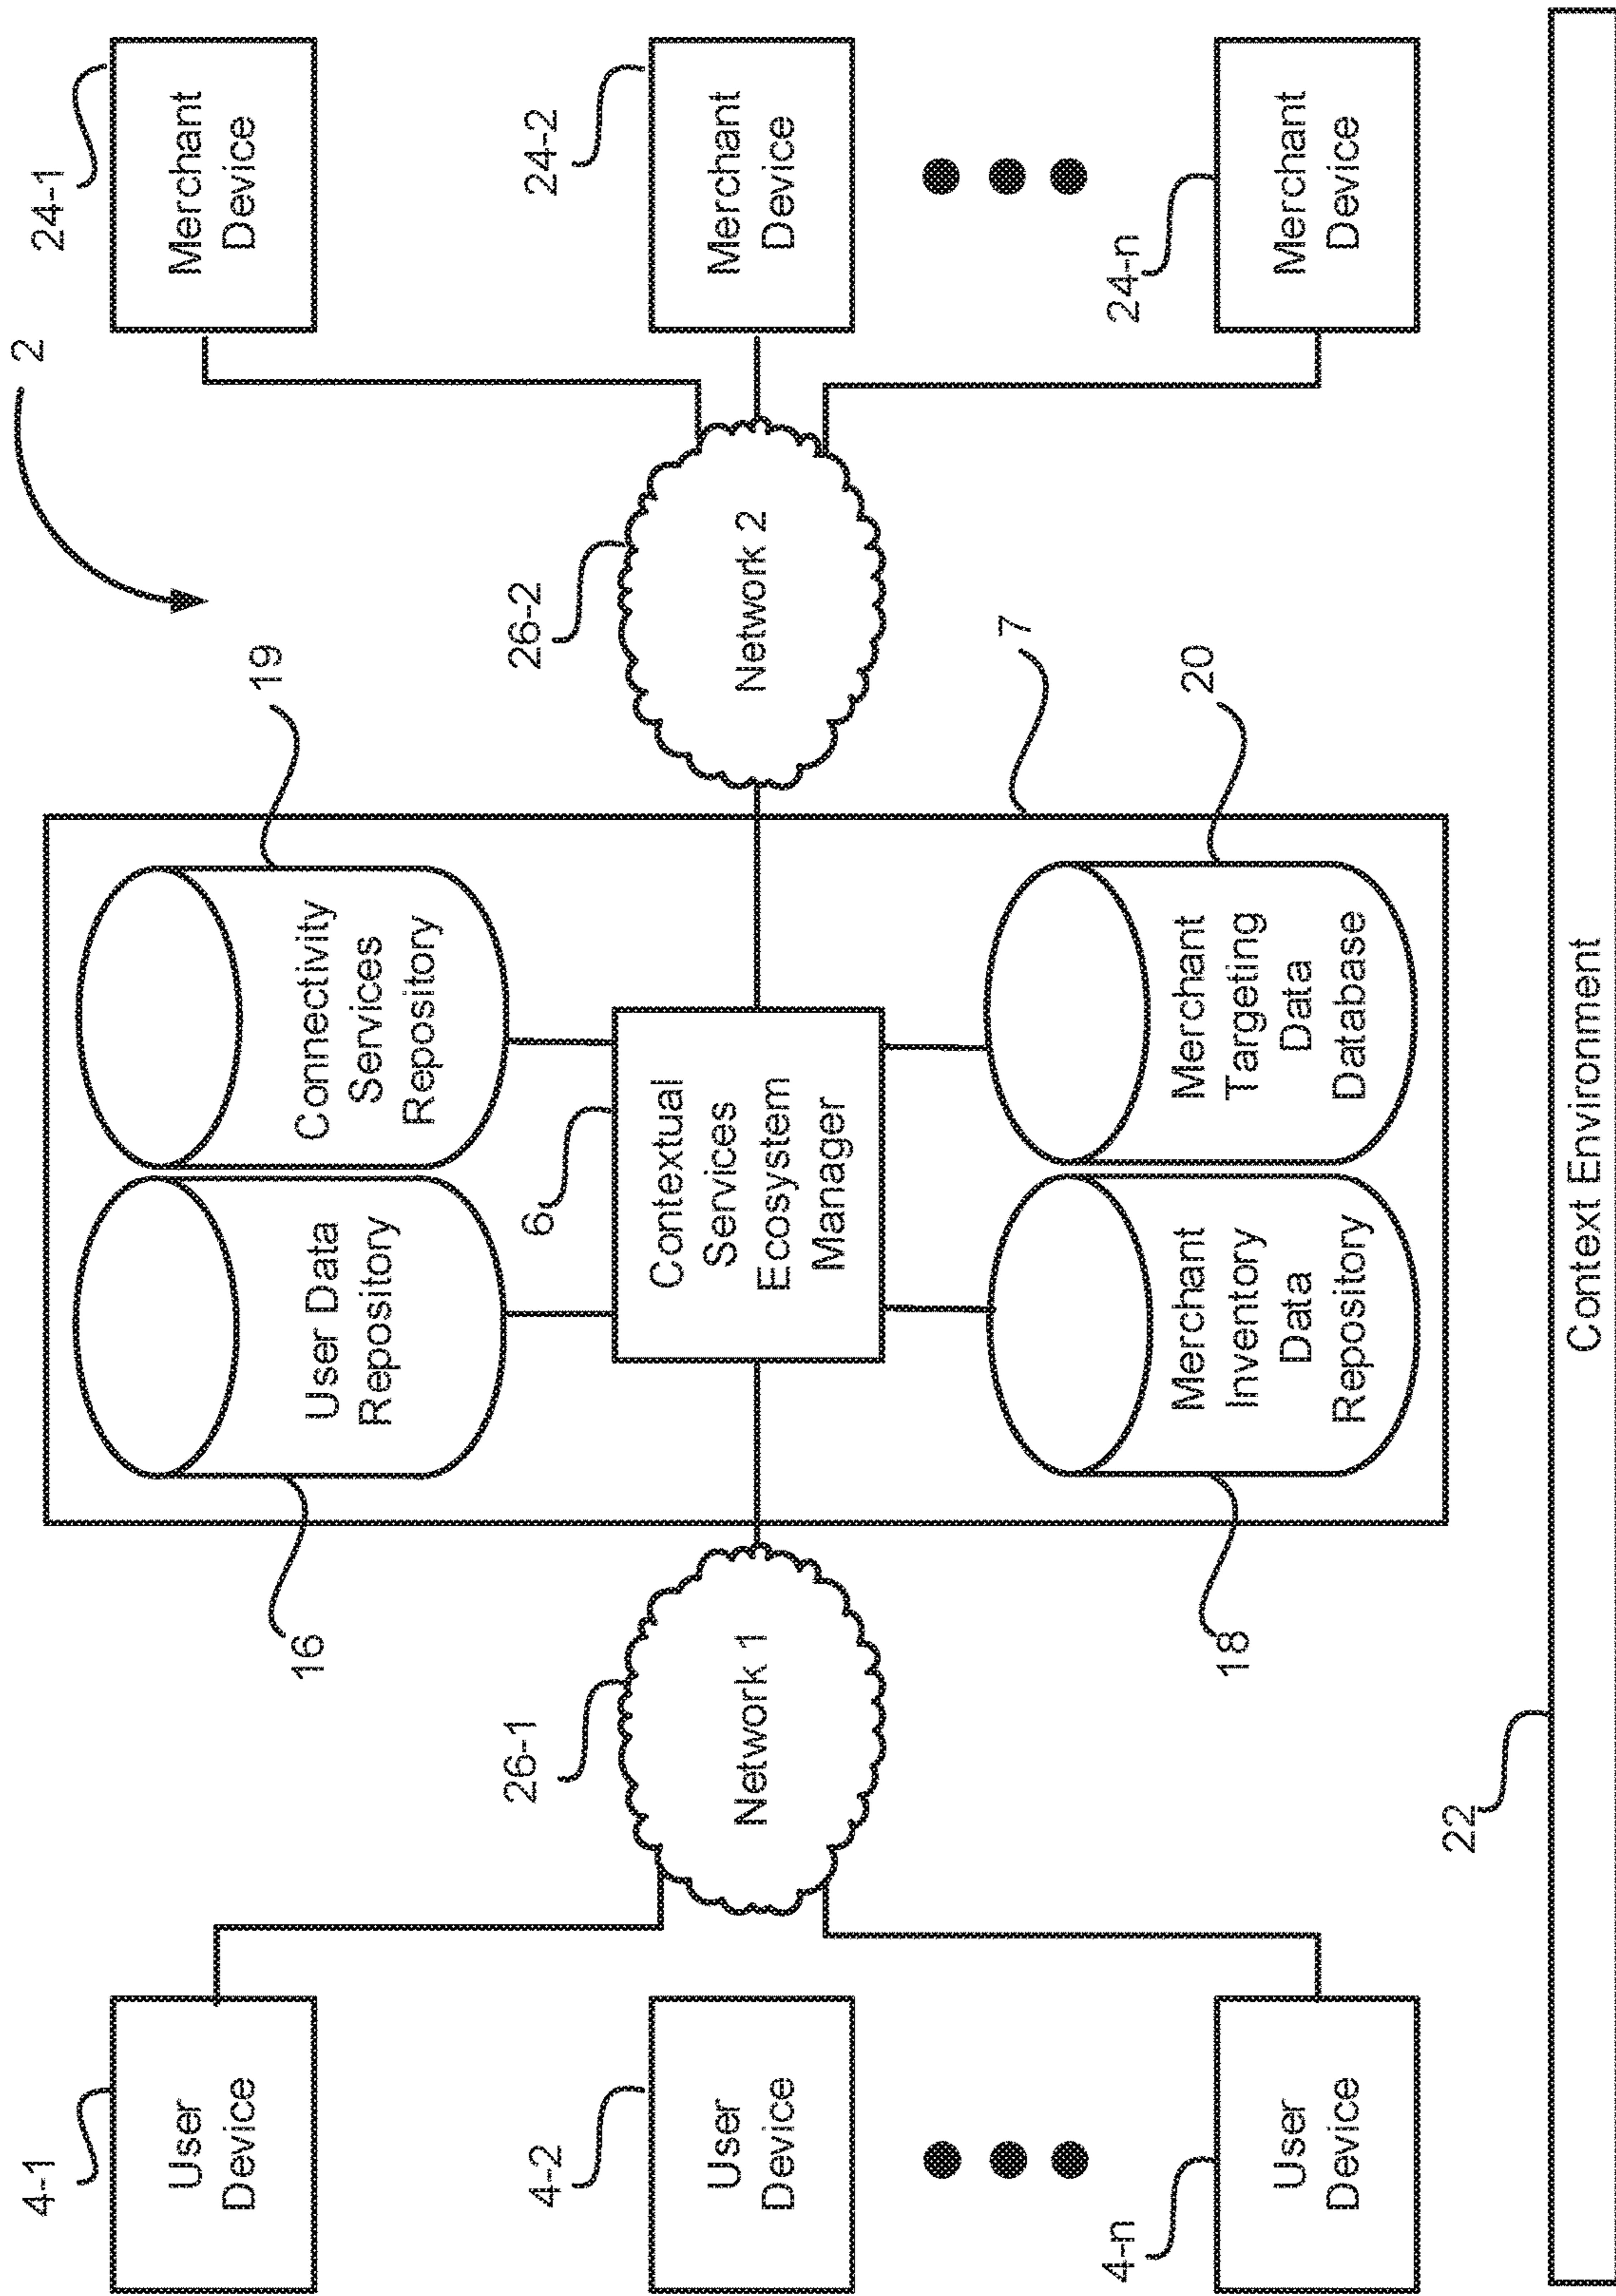 2
4-1
User
Device
4-2
User
Device
4-n
User
Device
26-1
Network 1
16
User Data
Repository
19
Connectivity
Services
Repository
6
Contextual
Services
Ecosystem
Manager
18
Merchant
Inventory
Data
Repository
20
Merchant
Targeting
Data
Database
7
26-2
Network 2
24-1
Merchant
Device
24-2
Merchant
Device
24-n
Merchant
Device
22
Context Environment